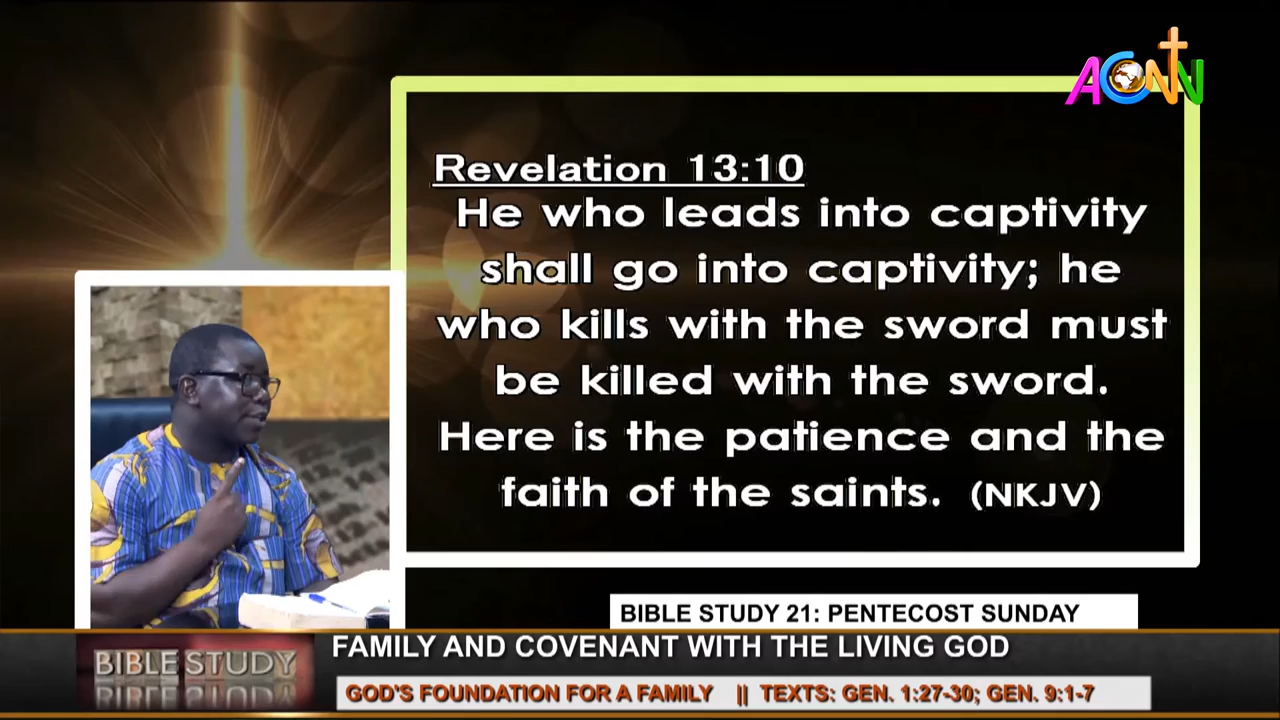 ACNN
Revelation 13:10
He who leads into captivity
shall go into captivity; he
who kills with the sword must
be killed with the sword.
Here is the patience and the
faith of the saints. (NKJV)
BIBLE STUDY 21: PENTECOST SUNDAY
BIBLE STUDY
FAMILY AND COVENANT WITH THE LIVING GOD
GOD'S FOUNDATION FOR A FAMILY || TEXTS: GEN. 1:27-30; GEN. 9:1-7